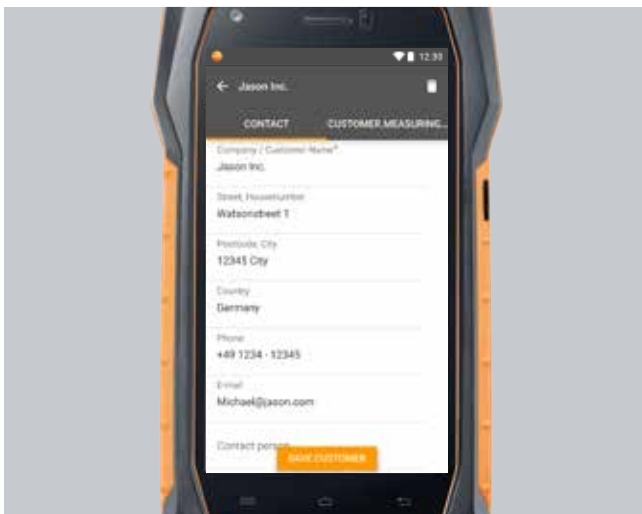 12:30
Jason Inc.
CONTACT CUSTOMER.MEASURING...
Company / Customer Name*
Jason Inc.
Street, Housenumber
Watsonstreet 1
Postcode, City
12345 City
Country
Germany
Phone
+49 1234 - 12345
E-mail
Michael@jason.com
Contact person
SAVE CUSTOMER